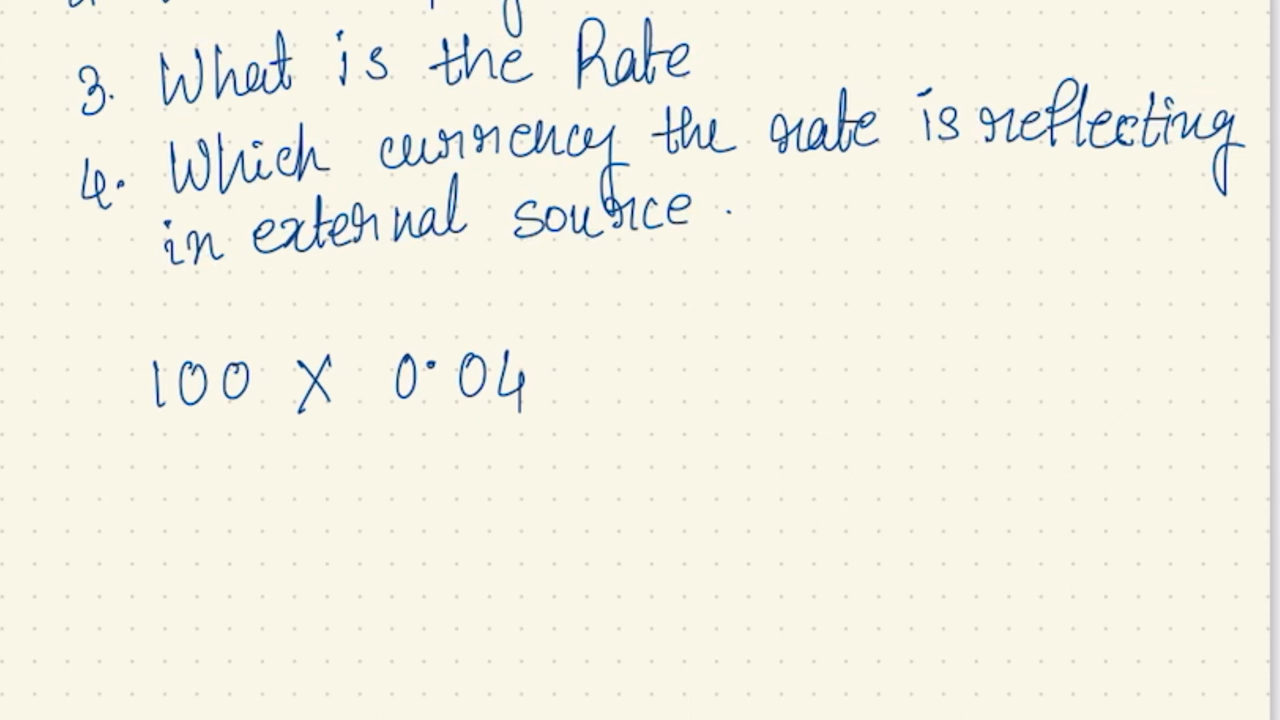 3. What is the Rate
4. Which currency the rate is reflecting
in external source.
100 X 0.04